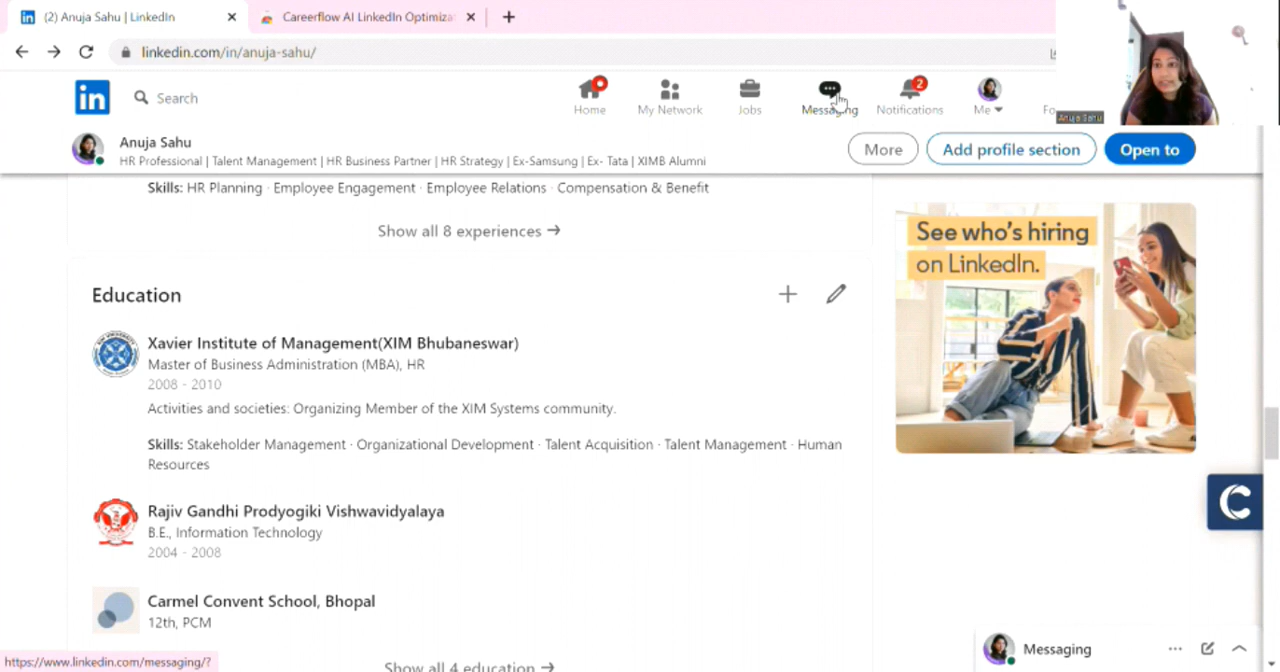 (2) Anuja Sahu | LinkedIn
Careerflow AI LinkedIn Optimiza
linkedin.com/in/anuja-sahu/
in
Search
Home
My Network
Jobs
Messaging
2
Notifications
Me
Fo
Anuja Sahu
Anuja Sahu
HR Professional | Talent Management | HR Business Partner | HR Strategy | Ex-Samsung | Ex- Tata | XIMB Alumni
More
Add profile section
Open to
Skills: HR Planning · Employee Engagement · Employee Relations · Compensation & Benefit
Show all 8 experiences →
See who's hiring
on LinkedIn.
Education
Xavier Institute of Management(XIM Bhubaneswar)
Master of Business Administration (MBA), HR
2008 - 2010
Activities and societies: Organizing Member of the XIM Systems community.
Skills: Stakeholder Management · Organizational Development · Talent Acquisition · Talent Management · Human
Resources
Rajiv Gandhi Prodyogiki Vishwavidyalaya
B.E., Information Technology
2004 - 2008
Carmel Convent School, Bhopal
12th, PCM
Show all 4 education →
Messaging
https://www.linkedin.com/messaging/?